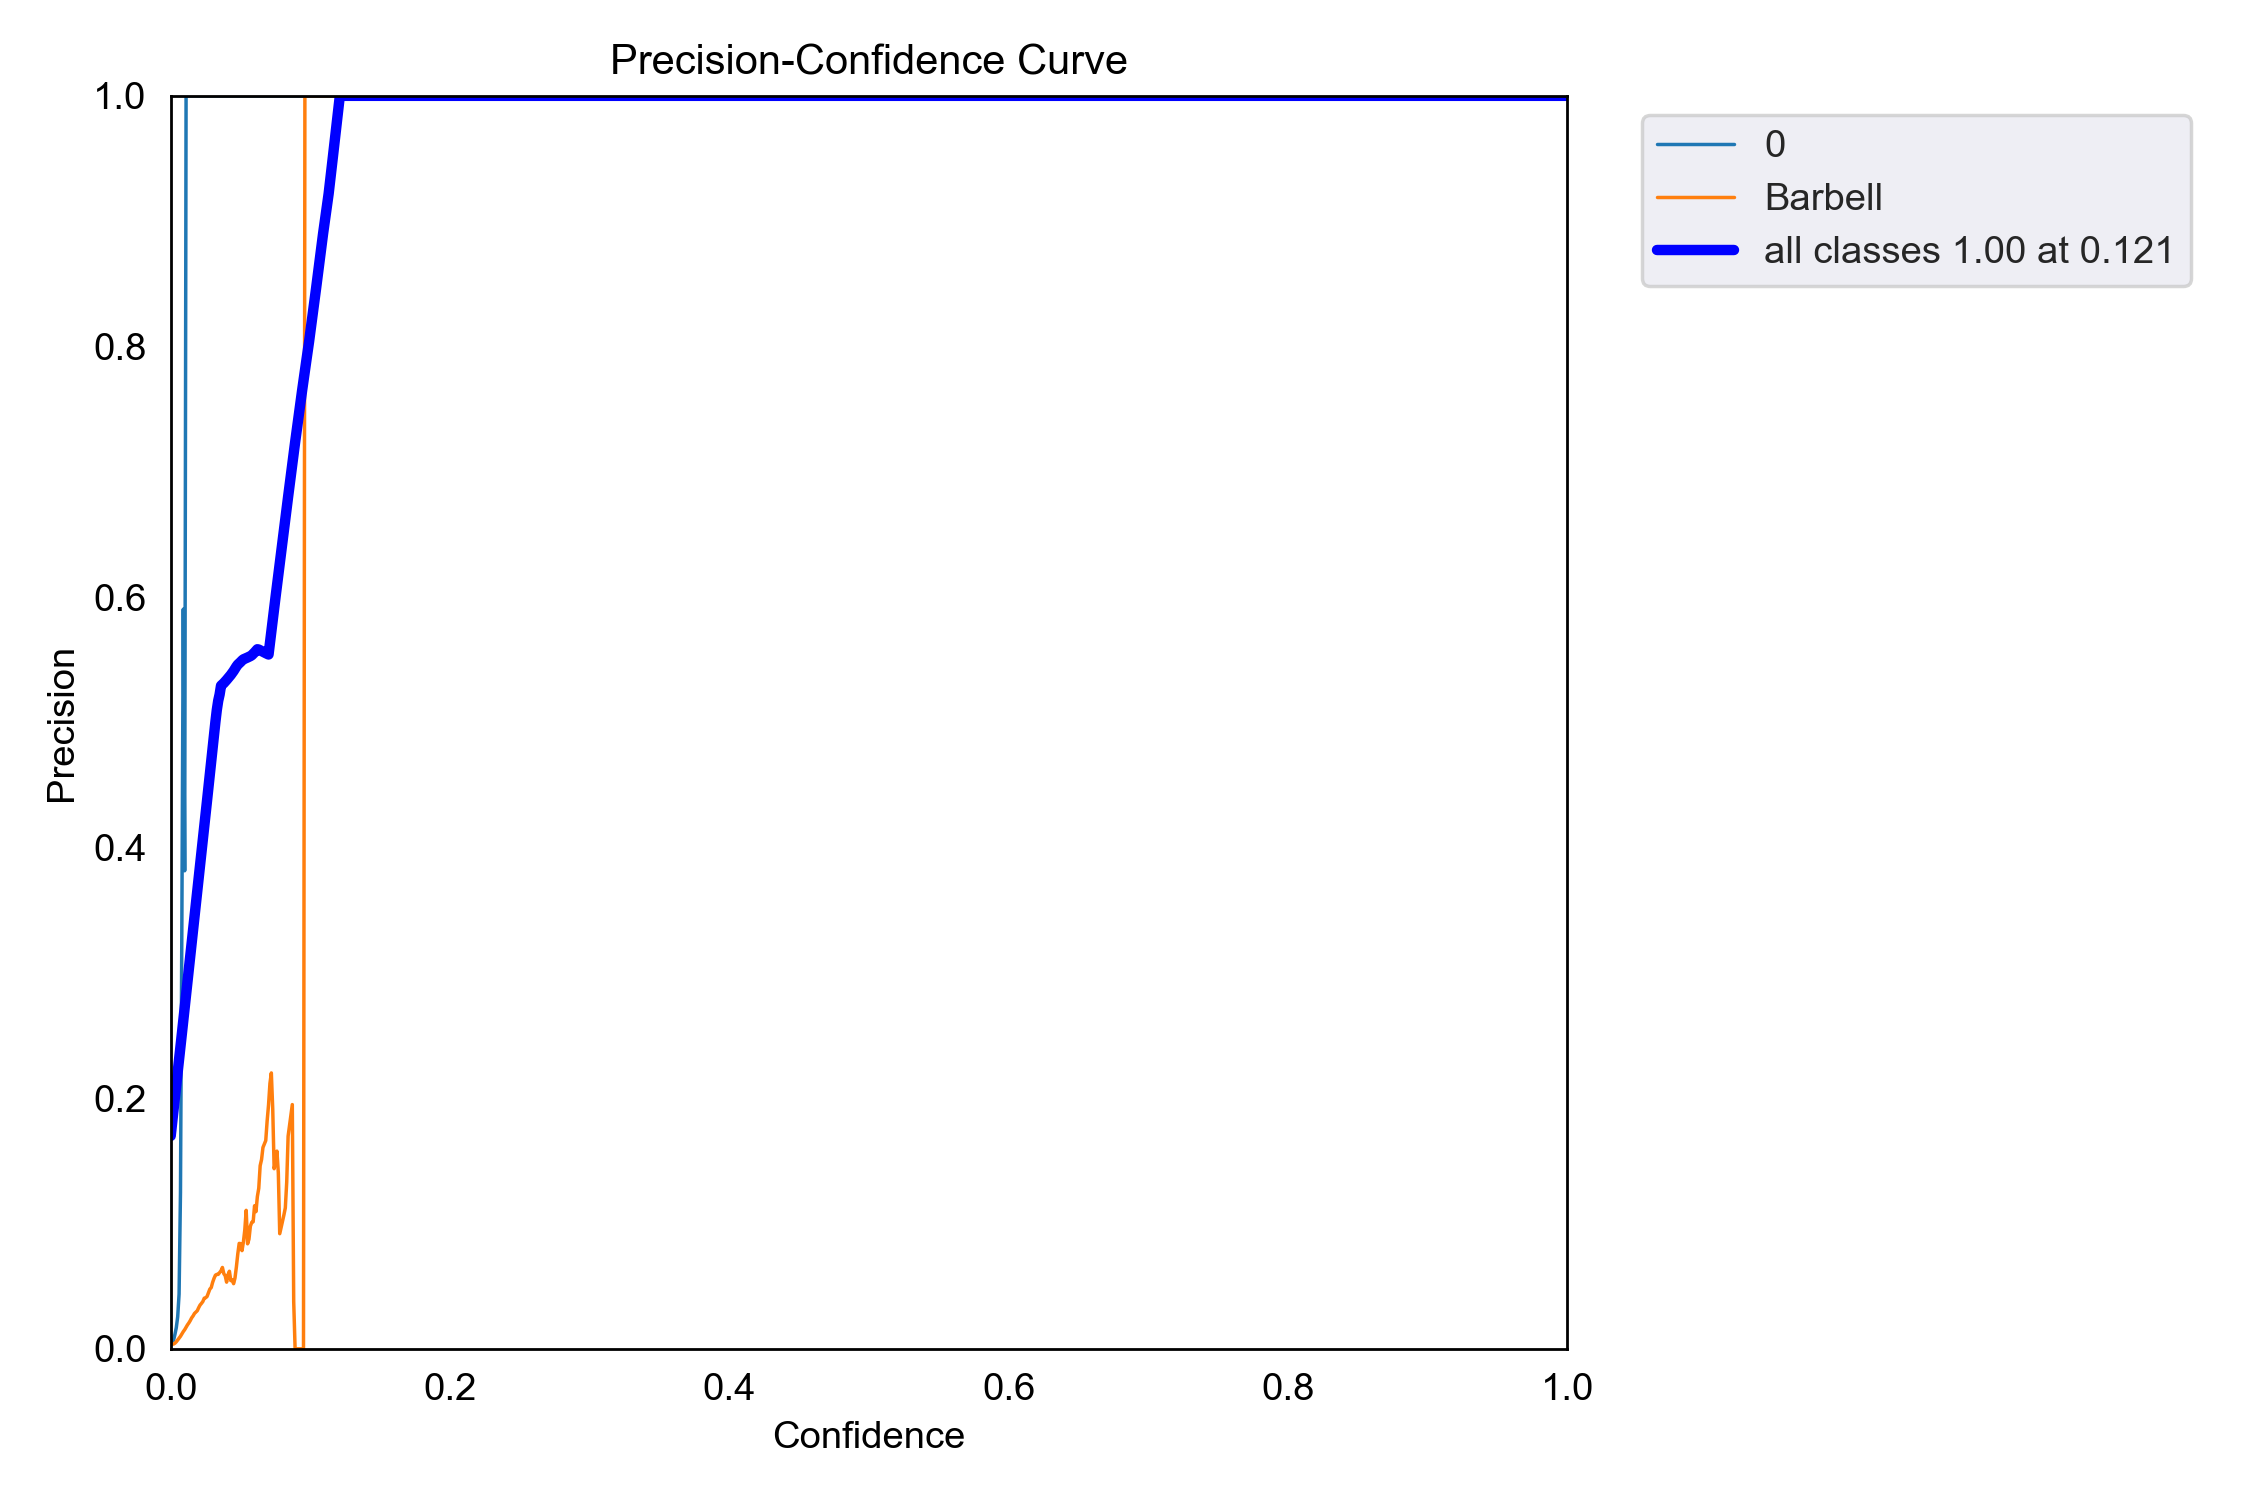 Precision-Confidence Curve
1.0
0.8
0.6
0.4
0.2
0.0
Precision
0.0 0.2 0.4 0.6 0.8 1.0
Confidence
0
Barbell
all classes 1.00 at 0.121